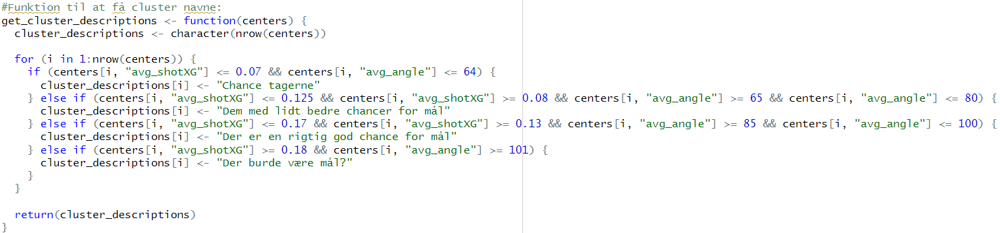 #Funktion til at få cluster navne:
get_cluster_descriptions <- function(centers) {
  cluster_descriptions <- character(nrow(centers))

  for (i in 1:nrow(centers)) {
    if (centers[i, "avg_shotXG"] <= 0.07 && centers[i, "avg_angle"] <= 64) {
      cluster_descriptions[i] <- "Chance tagerne"
    } else if (centers[i, "avg_shotXG"] <= 0.125 && centers[i, "avg_shotXG"] >= 0.08 && centers[i, "avg_angle"] >= 65 && centers[i, "avg_angle"] <= 80) {
      cluster_descriptions[i] <- "Dem med lidt bedre chancer for mål"
    } else if (centers[i, "avg_shotXG"] <= 0.17 && centers[i, "avg_shotXG"] >= 0.13 && centers[i, "avg_angle"] >= 85 && centers[i, "avg_angle"] <= 100) {
      cluster_descriptions[i] <- "Der er en rigtig god chance for mål"
    } else if (centers[i, "avg_shotXG"] >= 0.18 && centers[i, "avg_angle"] >= 101) {
      cluster_descriptions[i] <- "Der burde være mål?"
    }
  }

  return(cluster_descriptions)
}